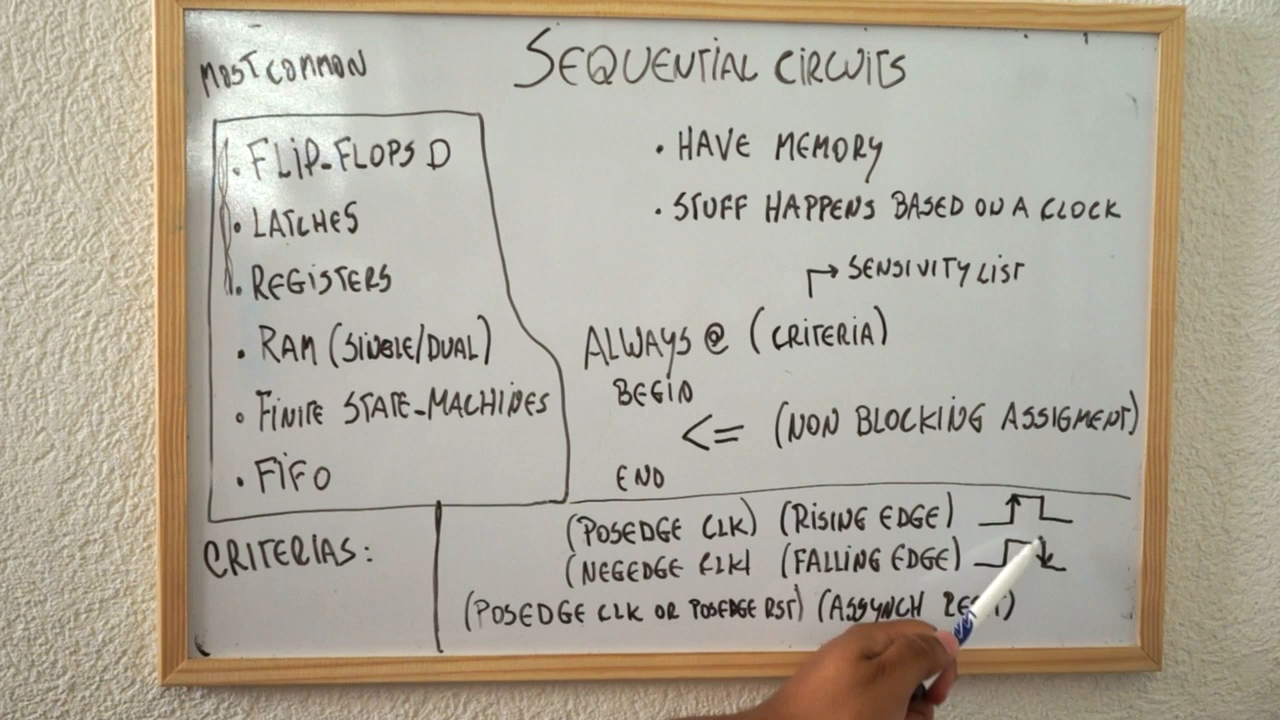 SEQUENTIAL CIRCUITS
MOST COMMON
• FLIP-FLOPS D
• LATCHES
• REGISTERS
• RAM (SINGLE/DUAL)
• FINITE STATE-MACHINES
• FIFO
• HAVE MEMORY
• STUFF HAPPENS BASED ON A CLOCK
SENSIVITY LIST
ALWAYS @ (CRITERIA)
BEGIN
<= (NON BLOCKING ASSIGMENT)
END
CRITERIAS:
(POSEDGE CLK) (RISING EDGE)
(NEGEDGE CLK) (FALLING EDGE)
(POSEDGE CLK OR POSEDGE RST) (ASSYNCH